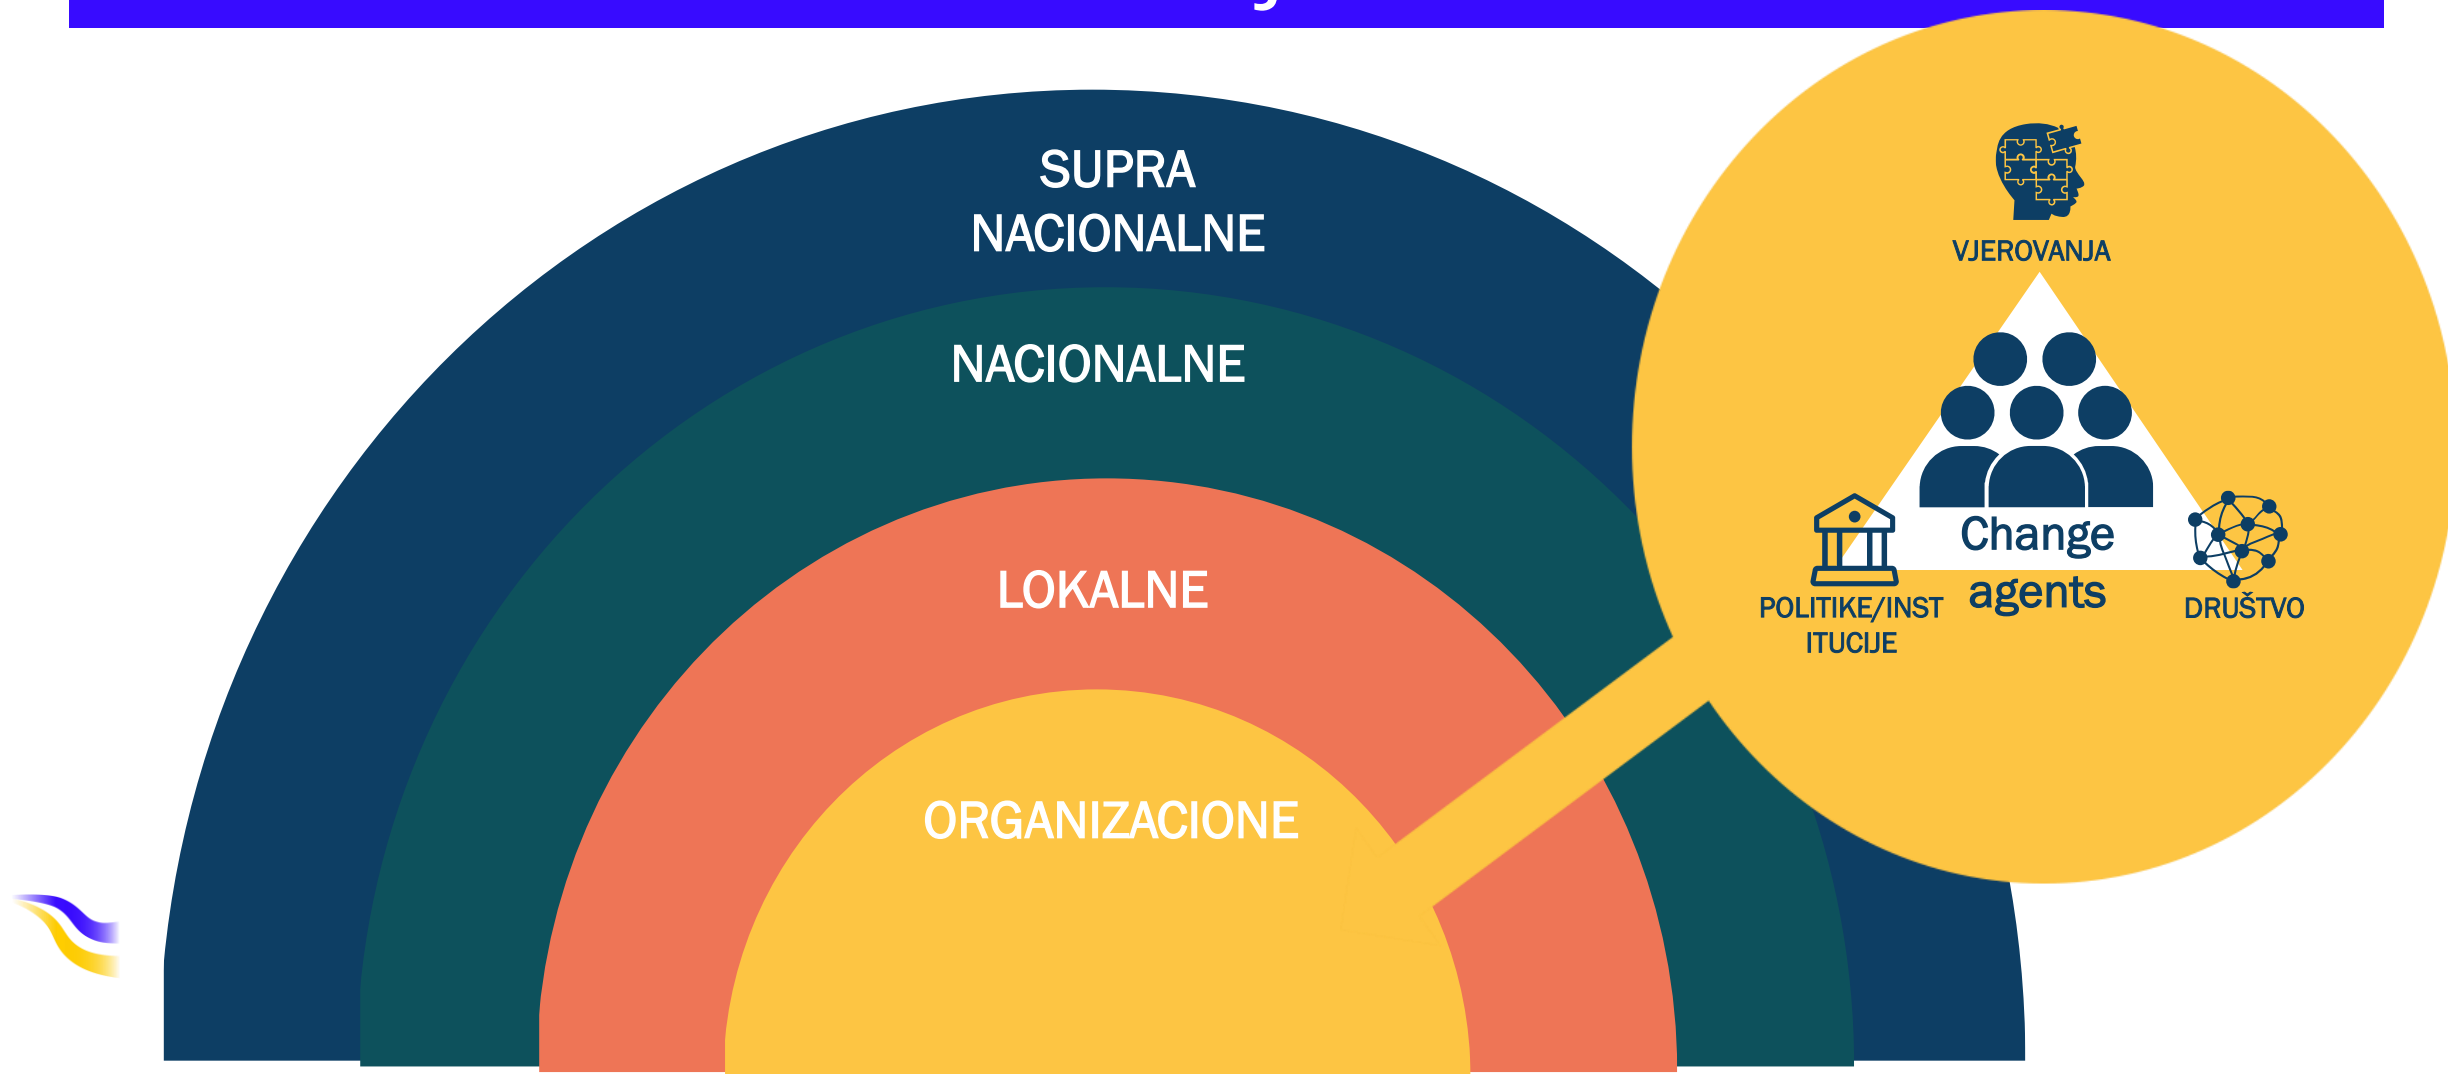 SUPRA
NACIONALNE
NACIONALNE
LOKALNE
ORGANIZACIONE
VJEROVANJA
Change
agents
POLITIKE/INST
ITUCIJE
DRUŠTVO